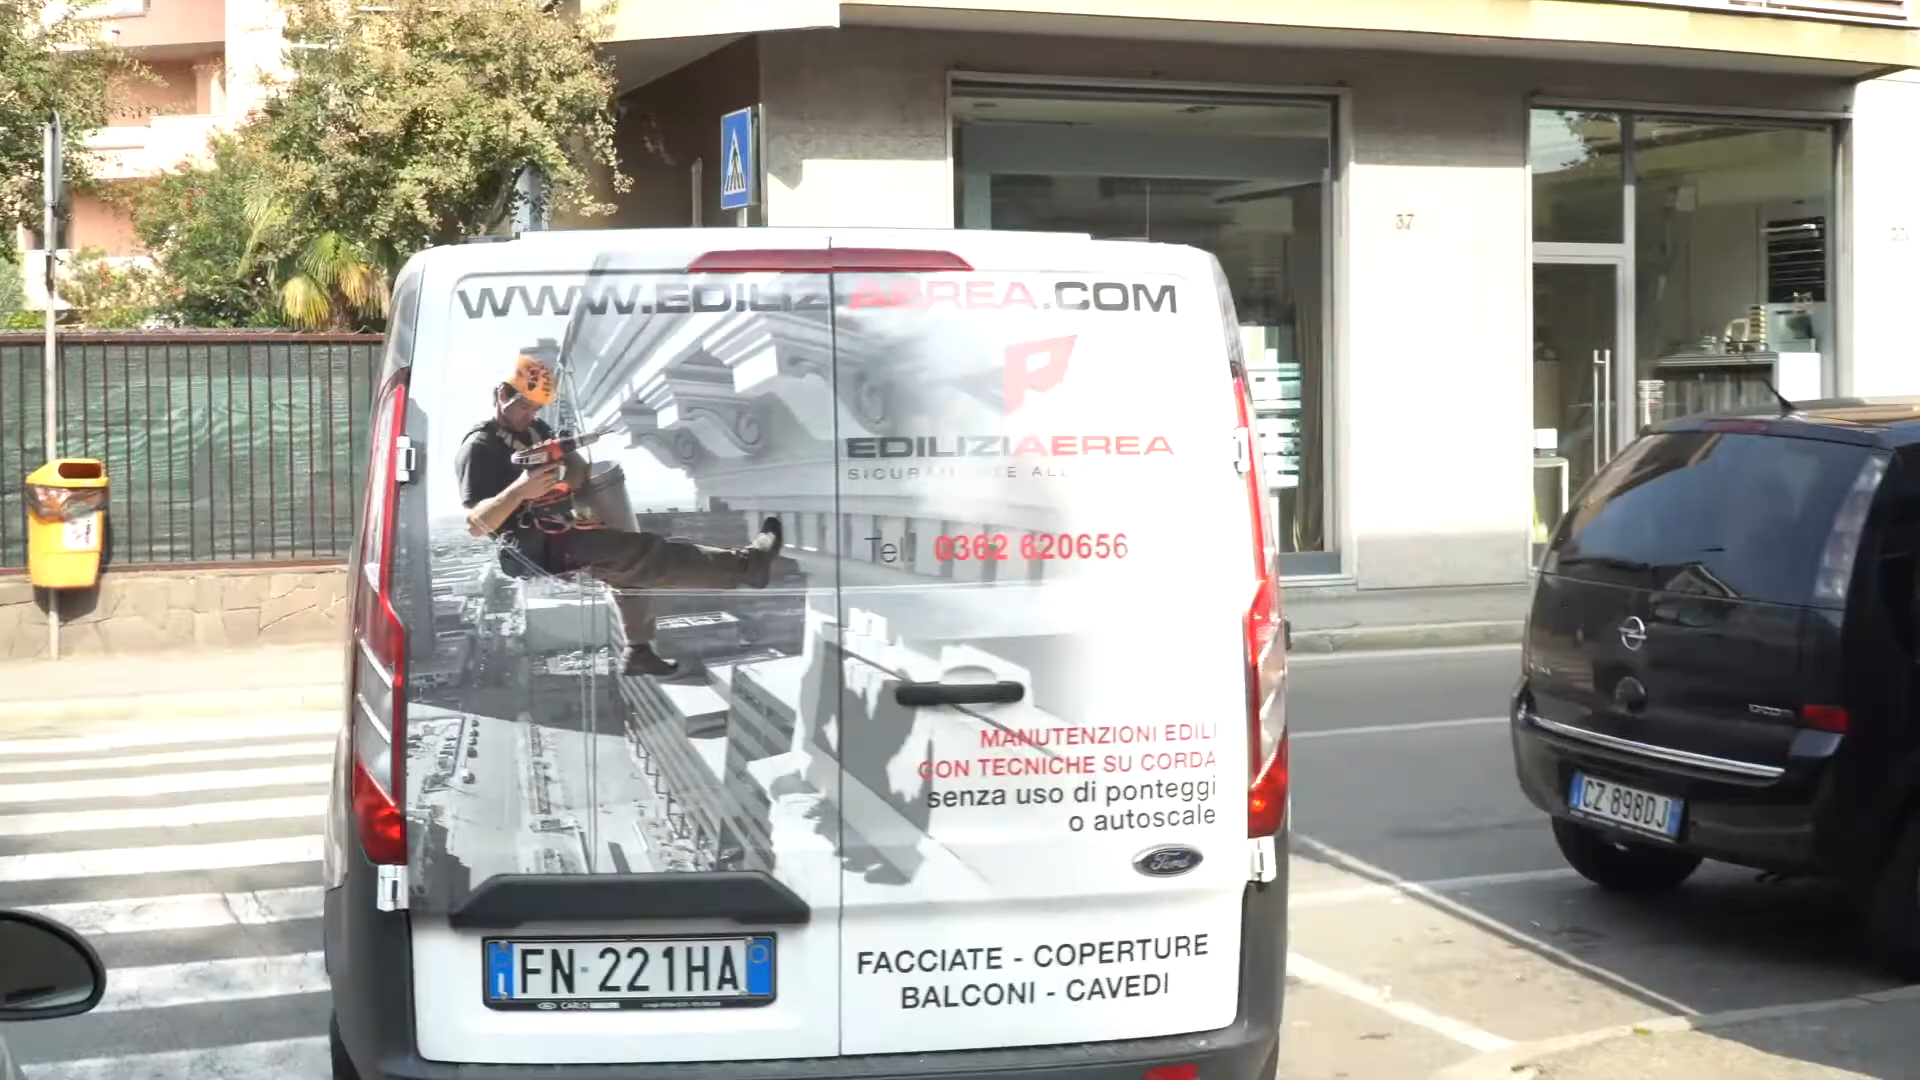 WWW.EDILIZIAEREA.COM
EDILIZIAEREA
Tel. 0362 620656
MANUTENZIONI EDILI
CON TECNICHE SU CORDA
senza uso di ponteggi
o autoscale
Ford
FACCIATE - COPERTURE
BALCONI - CAVEDI
I FN-221HA
CARLO
37
CZ 898DJ